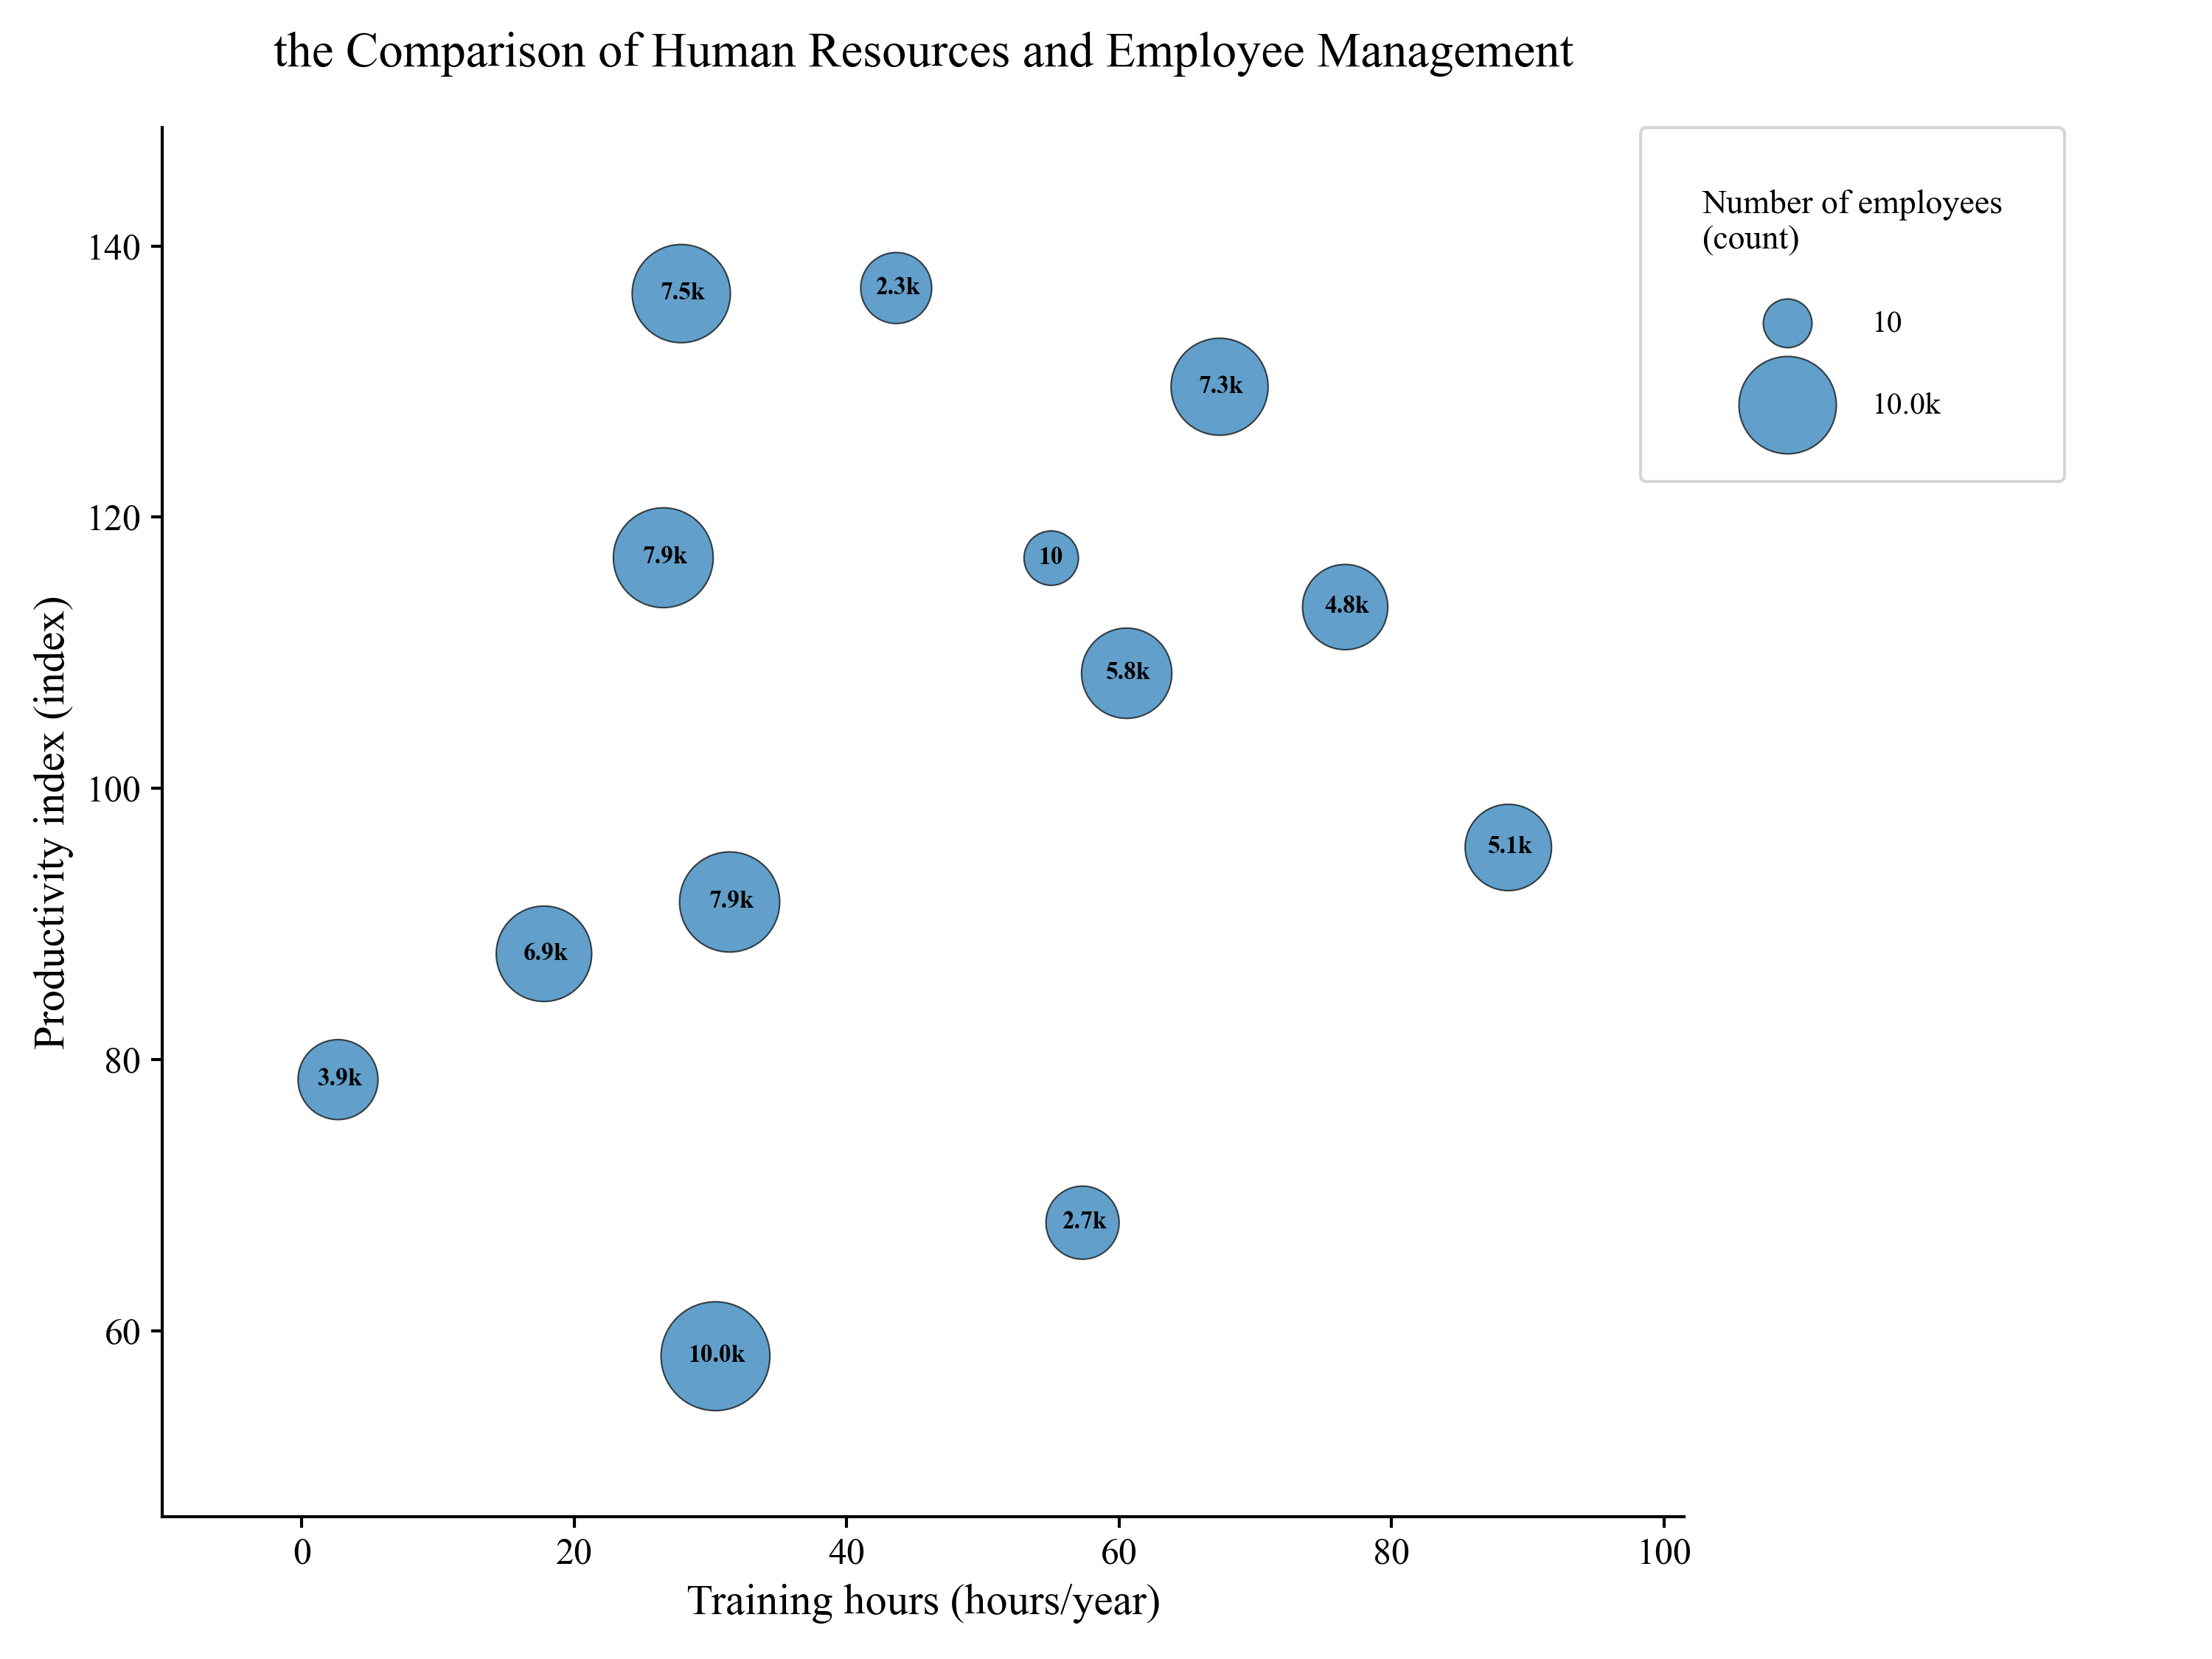 the Comparison of Human Resources and Employee Management
Number of employees
(count)
10
10.0k
Productivity index (index)
140
120
100
80
60
7.5k
2.3k
7.3k
7.9k
10
4.8k
5.8k
5.1k
7.9k
6.9k
3.9k
2.7k
10.0k
0 20 40 60 80 100
Training hours (hours/year)